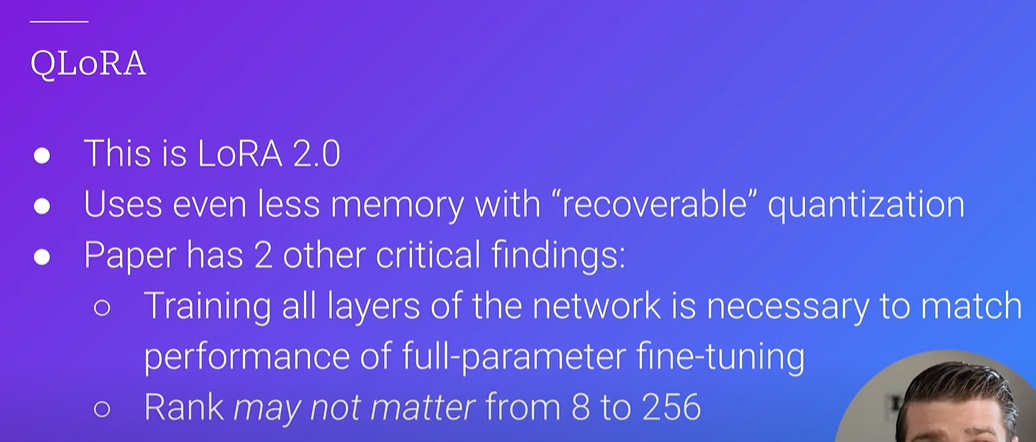 QLoRA
● This is LoRA 2.0
● Uses even less memory with “recoverable” quantization
● Paper has 2 other critical findings:
○ Training all layers of the network is necessary to match
performance of full-parameter fine-tuning
○ Rank may not matter from 8 to 256